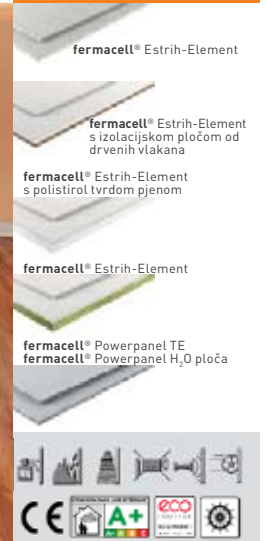 fermacell® Estrih-Element
fermacell® Estrih-Element
s izolacijskom pločom od
drvenih vlakana
fermacell® Estrih-Element
s polistirol tvrdom pjenom
fermacell® Estrih-Element
fermacell® Powerpanel TE
fermacell® Powerpanel H₂O ploča
CE
A+
eco